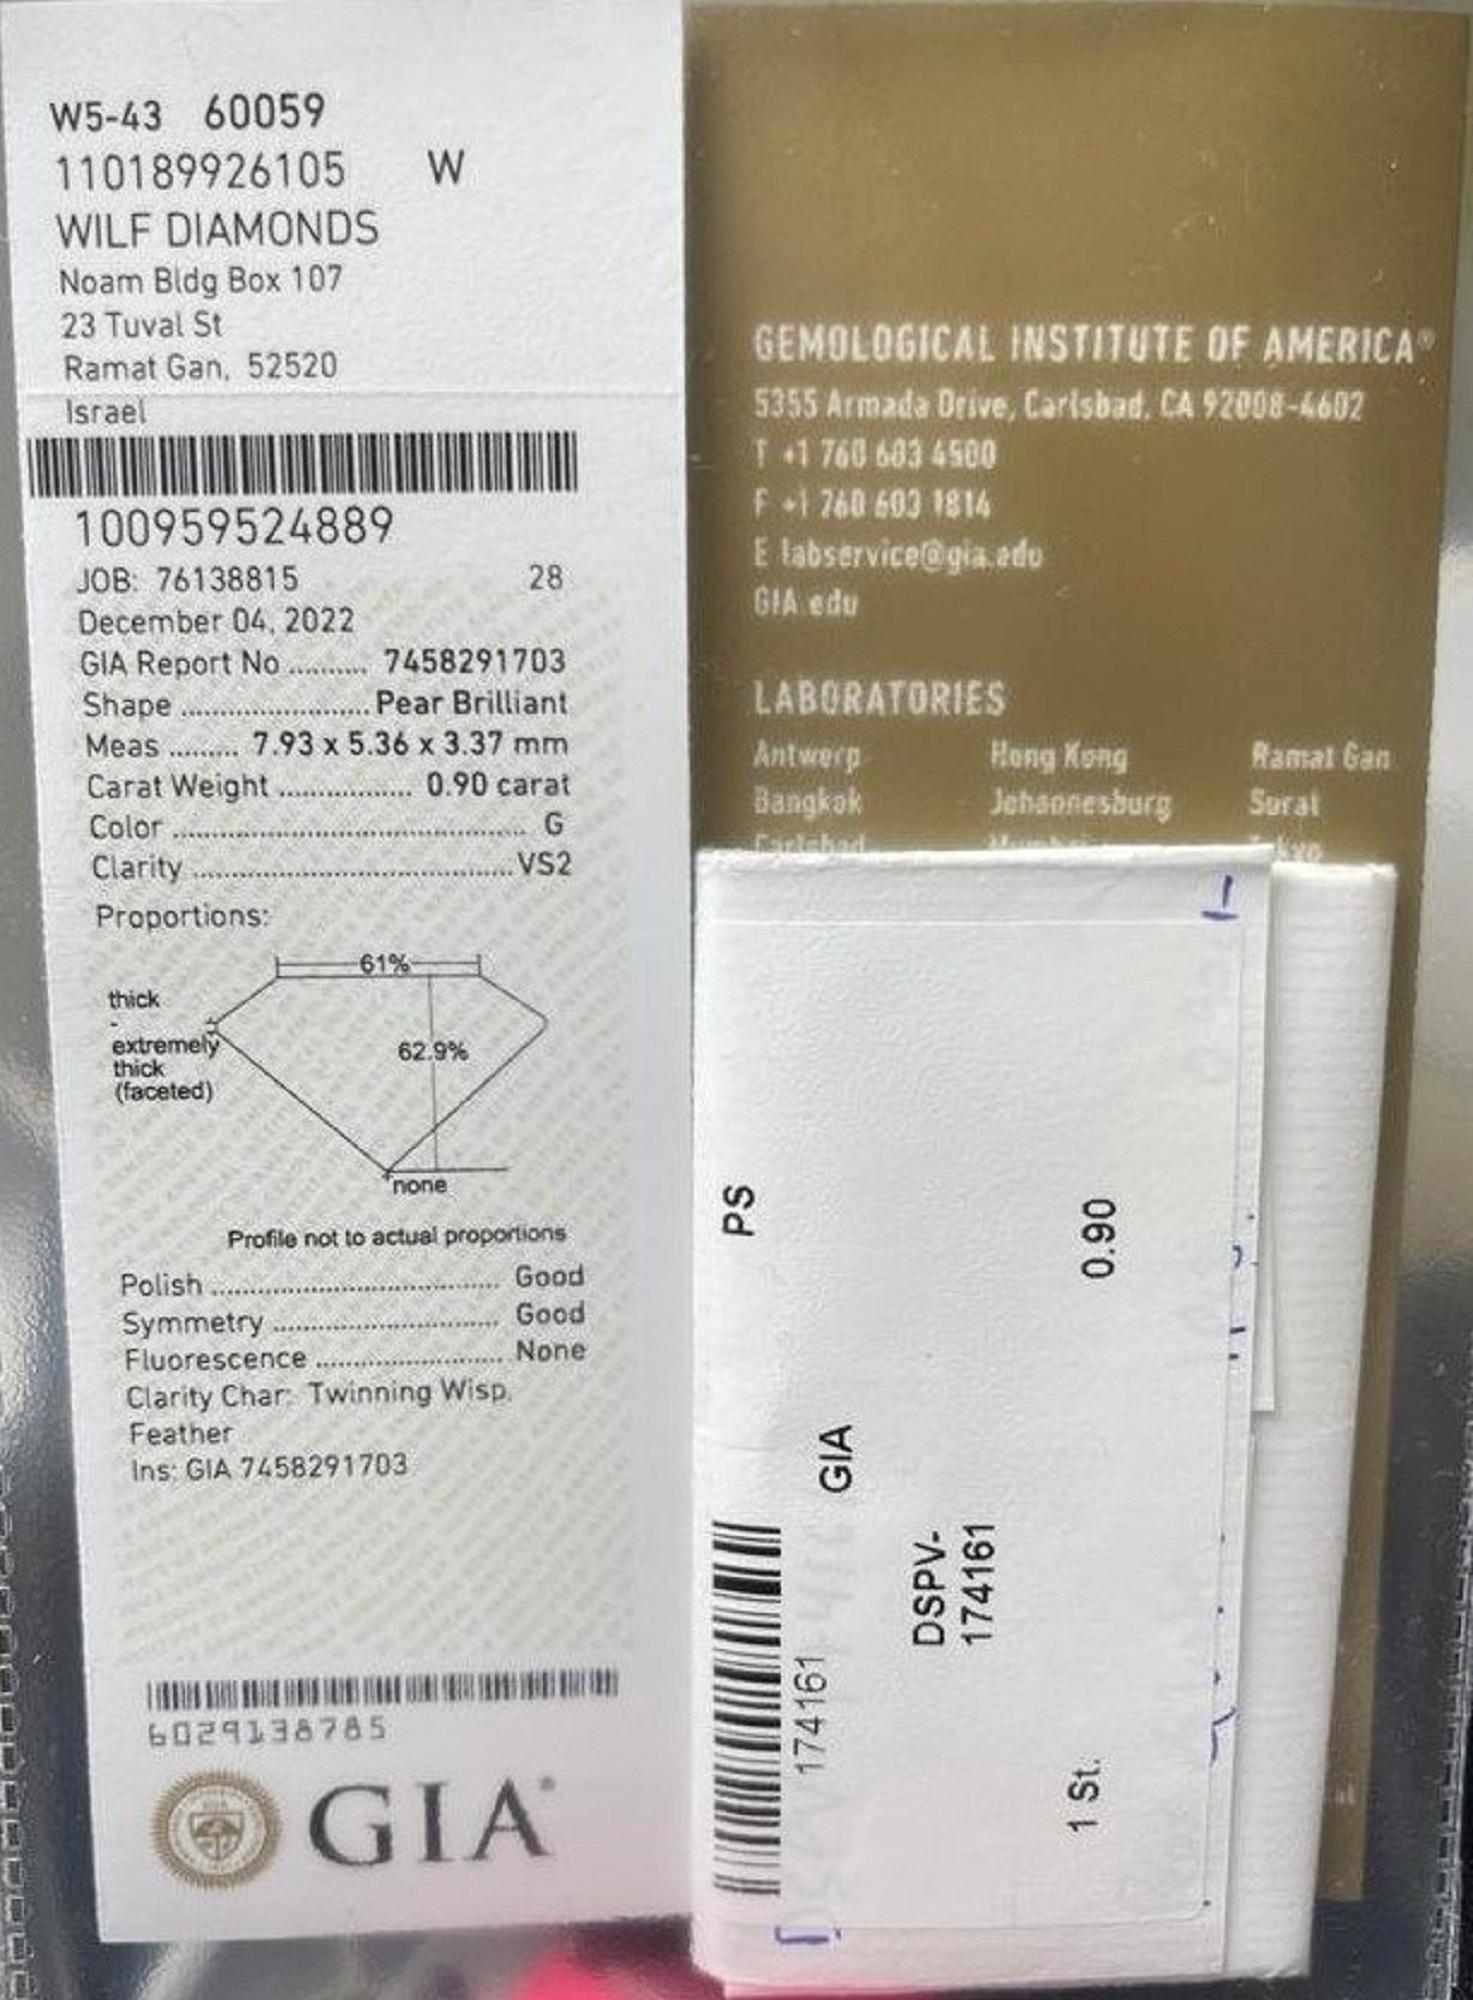 W5-43 60059
110189926105 W
WILF DIAMONDS
Noam Bldg Box 107
23 Tuval St
Ramat Gan, 52520
Israel
100959524889
JOB: 76138815 28
December 04, 2022
GIA Report No .......... 7458291703
Shape ........................ Pear Brilliant
Meas ......... 7.93 x 5.36 x 3.37 mm
Carat Weight ................. 0.90 carat
Color ............................................. G
Clarity ......................................... VS2
Proportions:
61%
thick
-
extremely
thick
(faceted)
62.9%
none
Profile not to actual proportions
Polish ..................................... Good
Symmetry ............................. Good
Fluorescence ........................ None
Clarity Char: Twinning Wisp,
Feather
Ins: GIA 7458291703
6029138785
GIA®
GEMOLOGICAL INSTITUTE OF AMERICA®
5355 Armada Drive, Carlsbad, CA 92008-4602
T +1 760 603 4500
F +1 760 603 1814
E labservice@gia.edu
GIA.edu
LABORATORIES
Antwerp Hong Kong Ramat Gan
Bangkok Johannesburg Surat
Carlsbad Tokyo
PS
174161 GIA
DSPV-
174161
1 St. 0.90